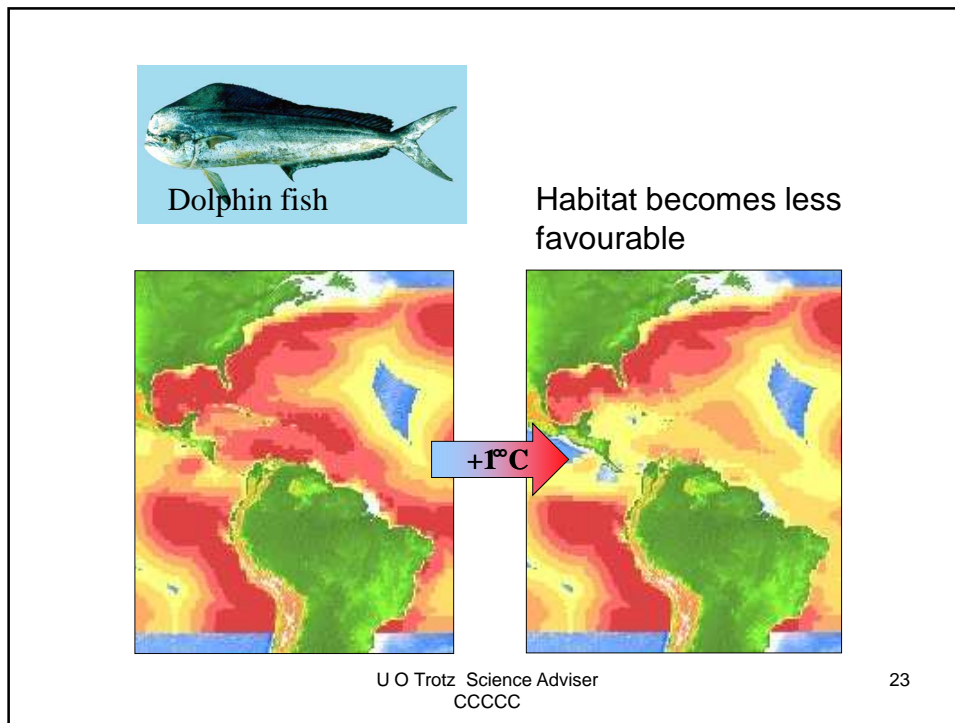 Dolphin fish
Habitat becomes less
favourable
+1°C
U O Trotz Science Adviser
CCCCC
23